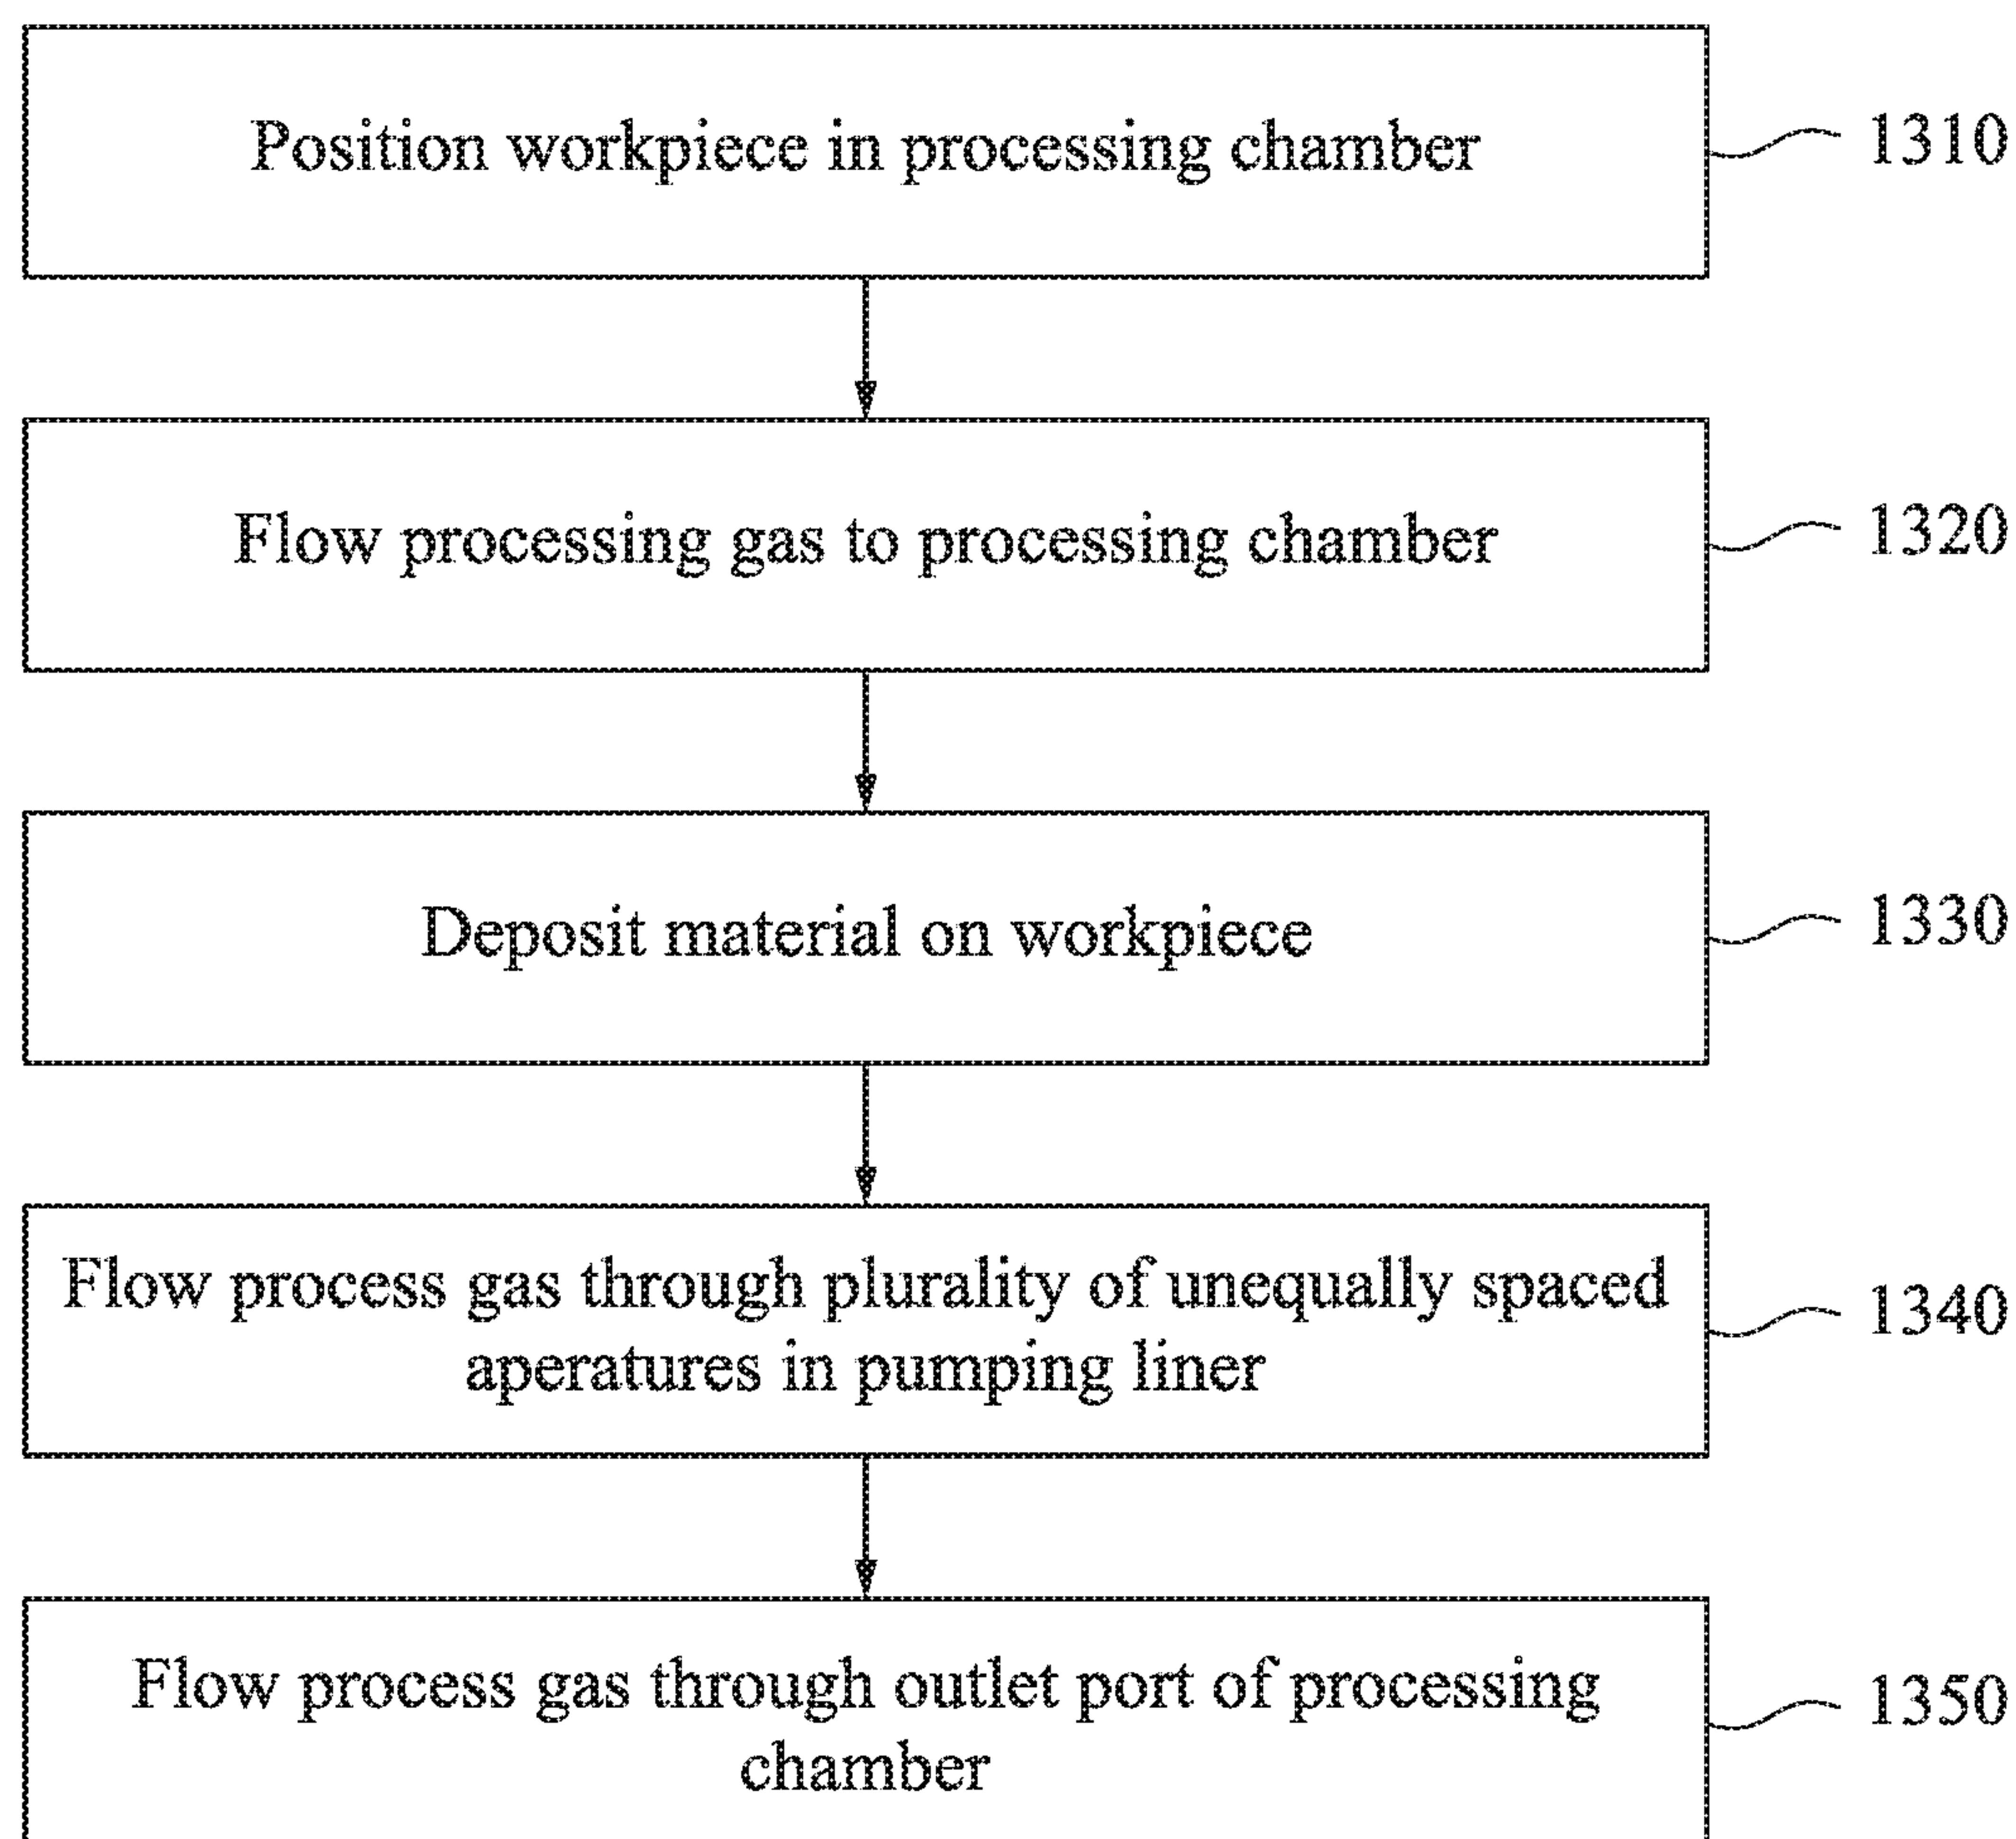 Position workpiece in processing chamber
1310
Flow processing gas to processing chamber
1320
Deposit material on workpiece
1330
Flow process gas through plurality of unequally spaced
aperatures in pumping liner
1340
Flow process gas through outlet port of processing
chamber
1350